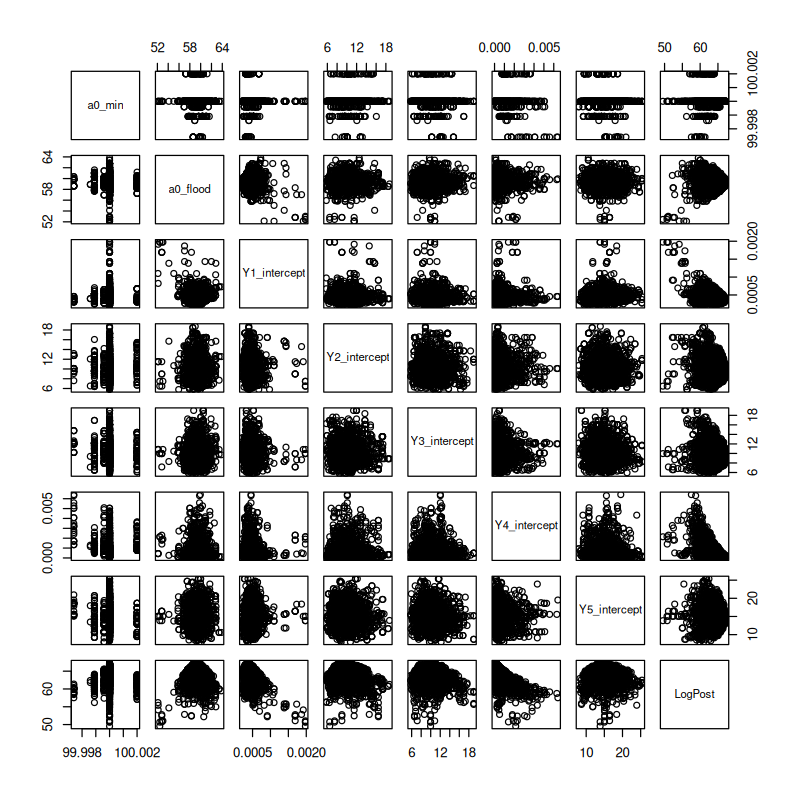 52 58 64 6 12 18 0.000 0.005 50 60
a0_min 99.998 100.002
52 58 64 a0_flood
Y1_intercept 0.0005 0.0020
6 10 18 Y2_intercept
Y3_intercept 6 10 18
0.000 0.005 Y4_intercept
Y5_intercept 10 20
50 60 LogPost
99.998 100.002 0.0005 0.0020 6 12 18 10 20